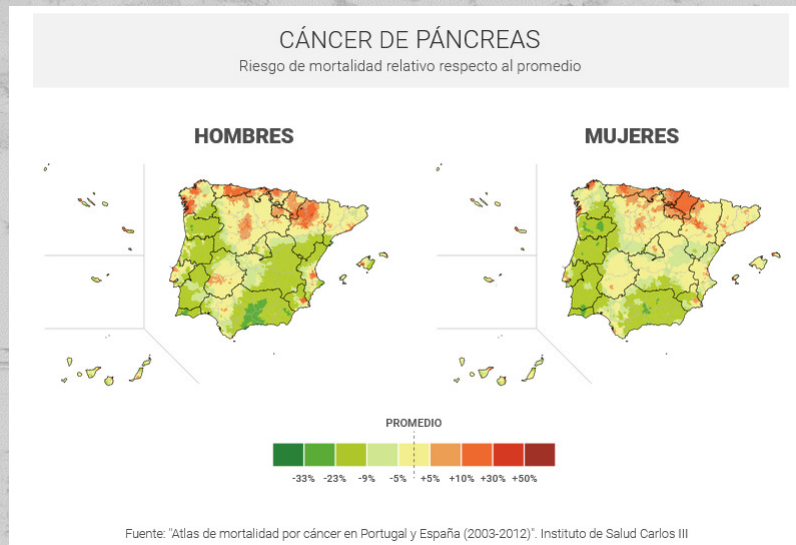 CÁNCER DE PÁNCREAS
Riesgo de mortalidad relativo respecto al promedio
HOMBRES
MUJERES
PROMEDIO
-33% -23% -9% -5% +5% +10% +30% +50%
Fuente: "Atlas de mortalidad por cáncer en Portugal y España (2003-2012)". Instituto de Salud Carlos III